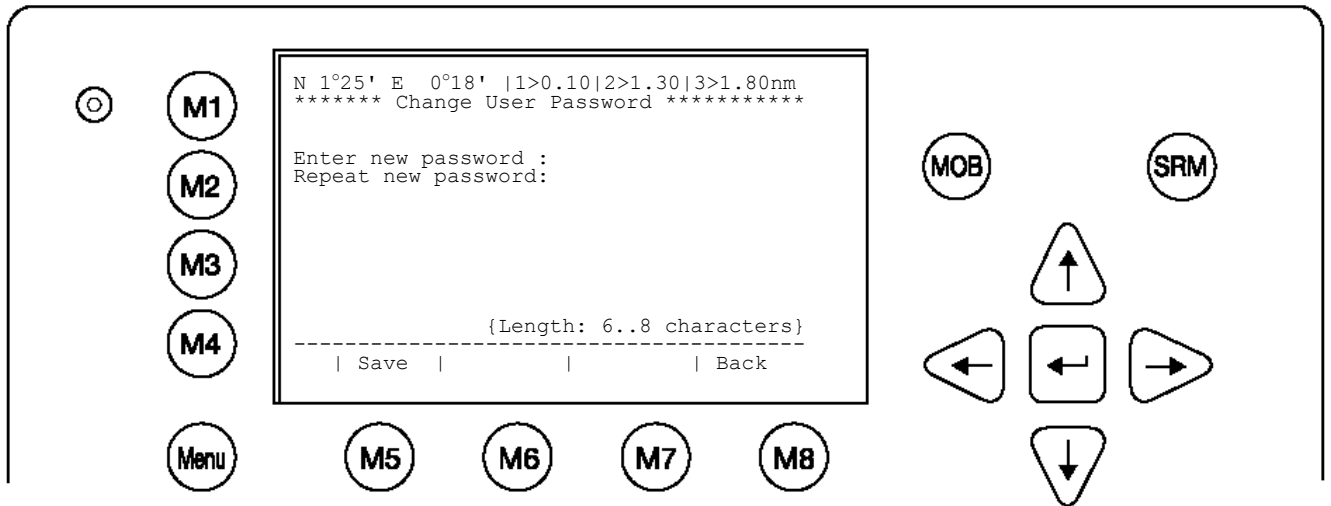 N 1°25' E  0°18' |1>0.10|2>1.30|3>1.80nm
******* Change User Password ***********
Enter new password :
Repeat new password:
{Length: 6..8 characters}
----------------------------------------
| Save  |         |         | Back
M1
M2
M3
M4
Menu
M5
M6
M7
M8
MOB
SRM